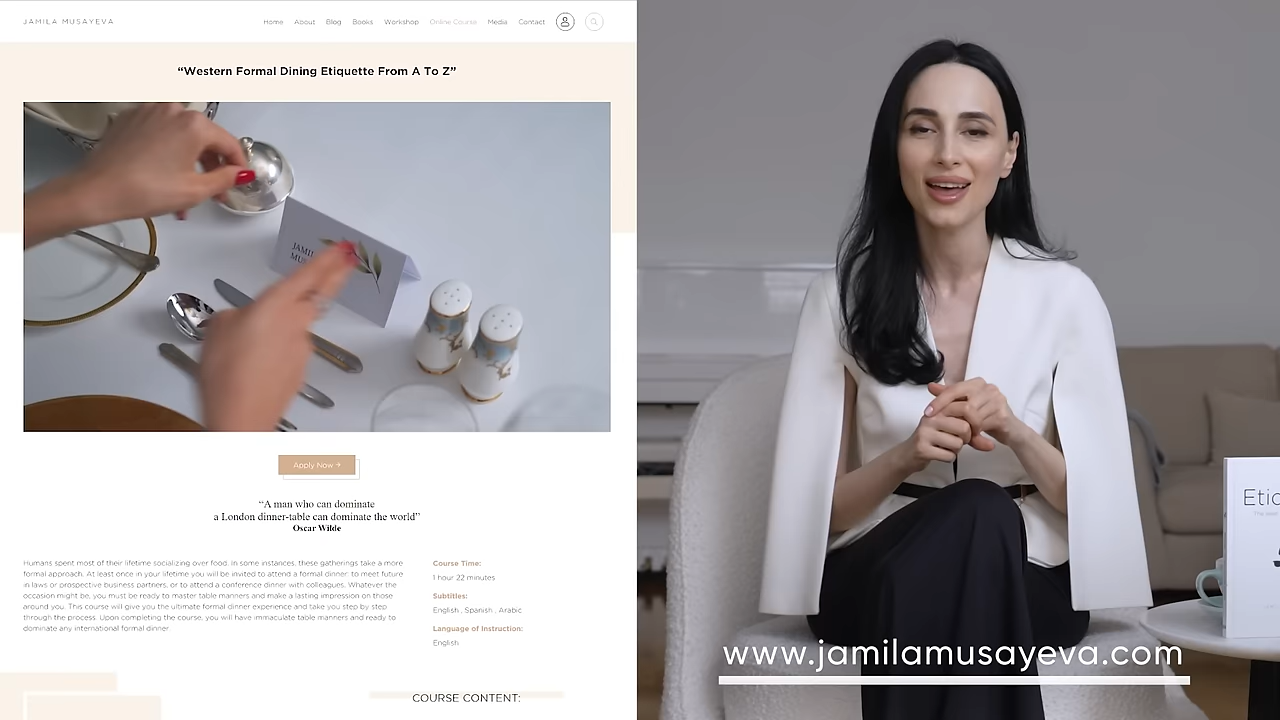 JAMILA MUSAYEVA
Home About Blog Books Workshop Online Course Media Contact
“Western Formal Dining Etiquette From A To Z”
Apply Now →
“A man who can dominate
a London dinner-table can dominate the world”
Oscar Wilde
Humans spent most of their lifetime socializing over food. In some instances, these gatherings take a more
formal approach. At least once in your lifetime you will be invited to attend a formal dinner: to meet future
in laws or prospective business partners, or to attend a conference dinner with colleagues. Whatever the
occasion might be, you must be ready to master table manners and make a lasting impression on those
around you. This course will give you the ultimate formal dinner experience and take you step by step
through the process. Upon completing the course, you will have immaculate table manners and ready to
dominate any international formal dinner.
Course Time:
1 hour 22 minutes
Subtitles:
English , Spanish , Arabic
Language of Instruction:
English
COURSE CONTENT:
www.jamilamusayeva.com